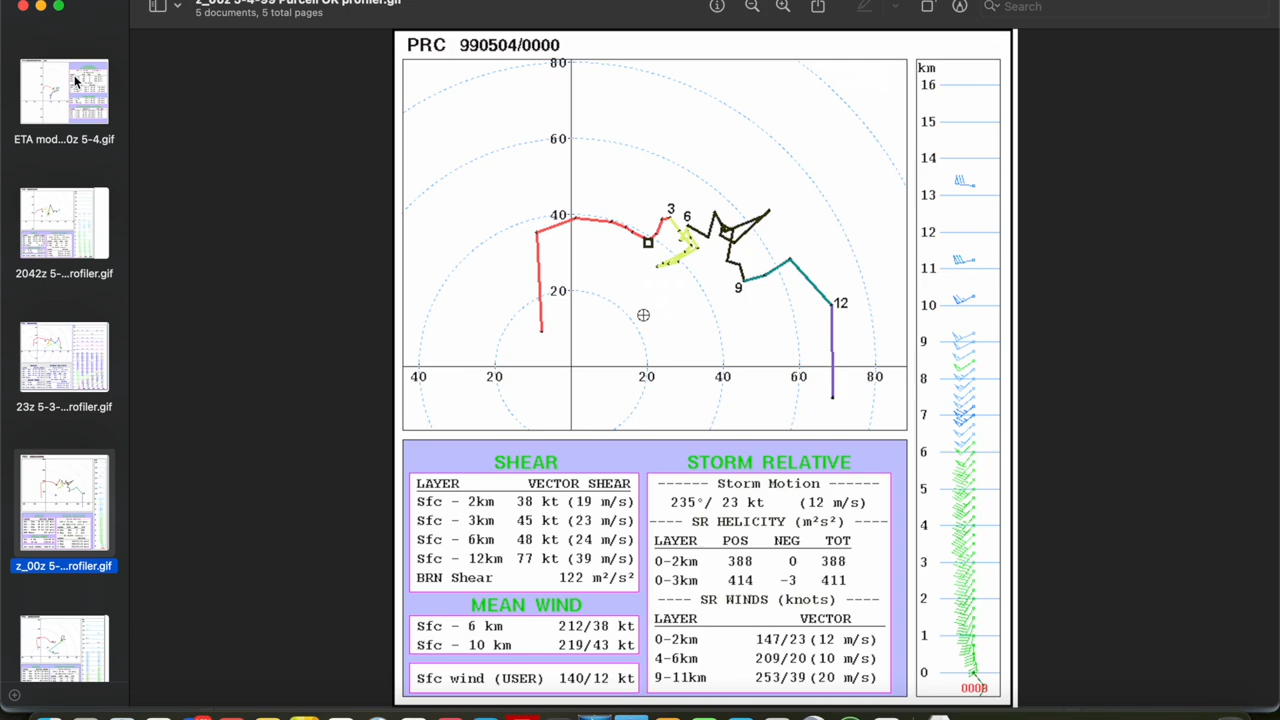 z_00z 5-4-99 Purcell OK profiler.gif
5 documents, 5 total pages
Search
ETA mod...0z 5-4.gif
2042z 5-...rofiler.gif
23z 5-3-...rofiler.gif
z_00z 5-...rofiler.gif
PRC 990504/0000
80
60
40
20
3
6
9
12
40 20 20 40 60 80
km
16
15
14
13
12
11
10
9
8
7
6
5
4
3
2
1
0
SHEAR
LAYER VECTOR SHEAR
Sfc - 2km 38 kt (19 m/s)
Sfc - 3km 45 kt (23 m/s)
Sfc - 6km 48 kt (24 m/s)
Sfc - 12km 77 kt (39 m/s)
BRN Shear 122 m²/s²
MEAN WIND
Sfc - 6 km 212/38 kt
Sfc - 10 km 219/43 kt
Sfc wind (USER) 140/12 kt
STORM RELATIVE
------ Storm Motion ------
235°/ 23 kt (12 m/s)
---- SR HELICITY (m²s²) ----
LAYER POS NEG TOT
0-2km 388 0 388
0-3km 414 -3 411
---- SR WINDS (knots) ----
LAYER VECTOR
0-2km 147/23 (12 m/s)
4-6km 209/20 (10 m/s)
9-11km 253/39 (20 m/s)